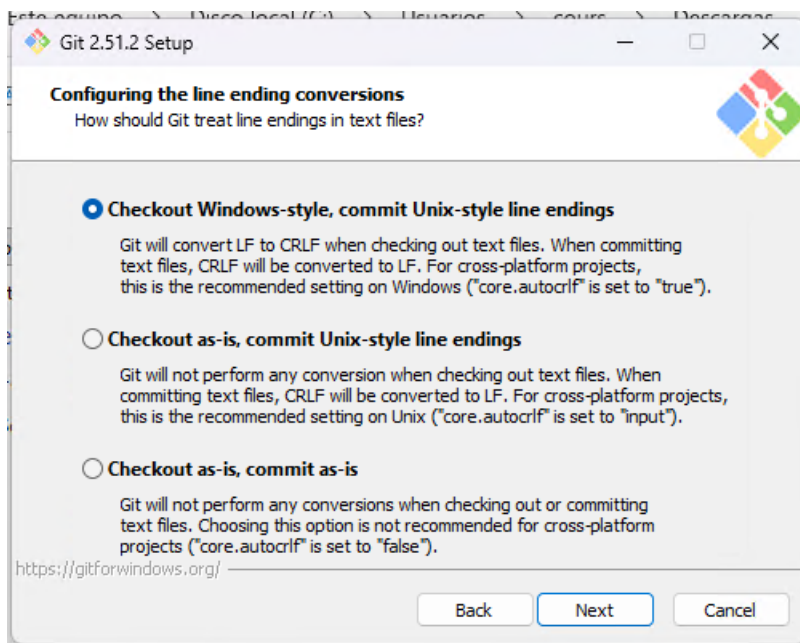 Este equipo > Disco local (C:) > Usuarios > cours > Descargas
Git 2.51.2 Setup
Configuring the line ending conversions
How should Git treat line endings in text files?
Checkout Windows-style, commit Unix-style line endings
Git will convert LF to CRLF when checking out text files. When committing
text files, CRLF will be converted to LF. For cross-platform projects,
this is the recommended setting on Windows ("core.autocrlf" is set to "true").
Checkout as-is, commit Unix-style line endings
Git will not perform any conversion when checking out text files. When
committing text files, CRLF will be converted to LF. For cross-platform projects,
this is the recommended setting on Unix ("core.autocrlf" is set to "input").
Checkout as-is, commit as-is
Git will not perform any conversions when checking out or committing
text files. Choosing this option is not recommended for cross-platform
projects ("core.autocrlf" is set to "false").
https://gitforwindows.org/
Back Next Cancel